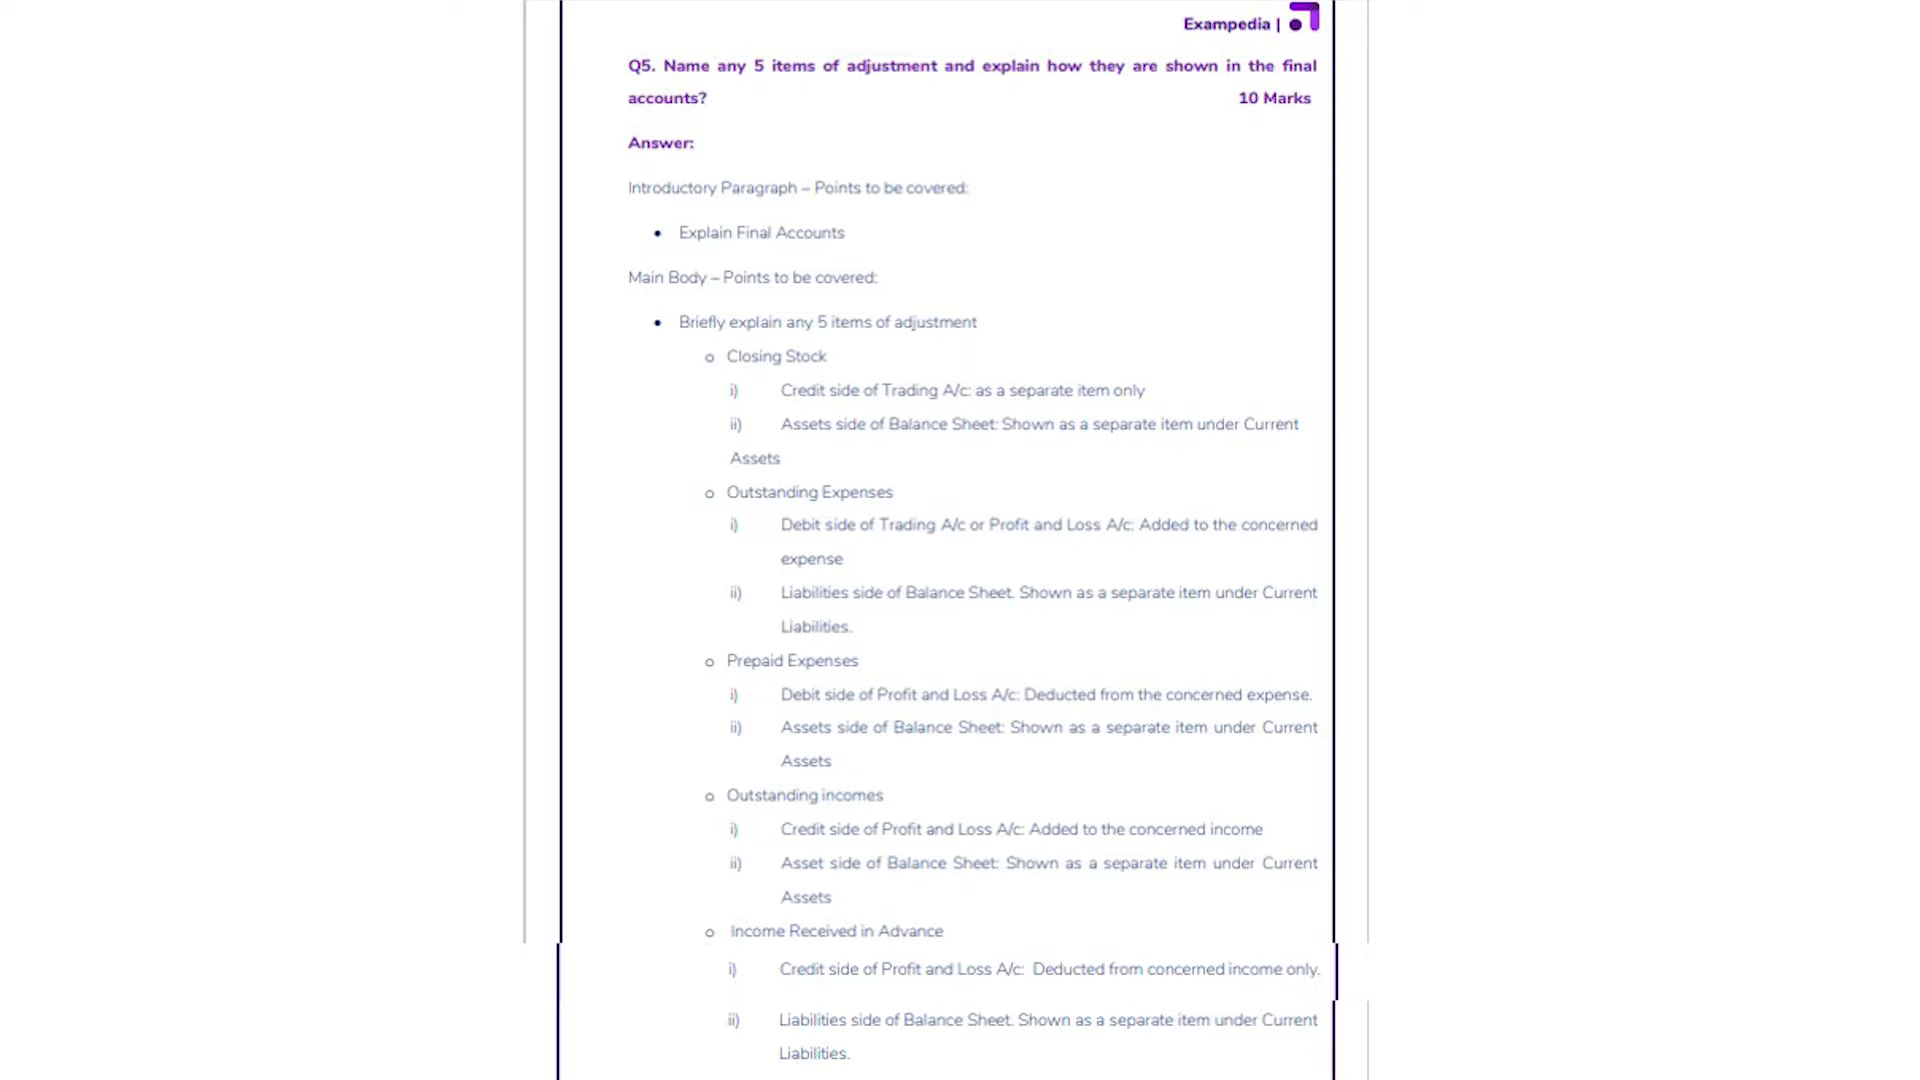 Exampedia |
Q5. Name any 5 items of adjustment and explain how they are shown in the final
accounts? 10 Marks
Answer:
Introductory Paragraph – Points to be covered:
• Explain Final Accounts
Main Body – Points to be covered:
• Briefly explain any 5 items of adjustment
o Closing Stock
i) Credit side of Trading A/c: as a separate item only
ii) Assets side of Balance Sheet: Shown as a separate item under Current
Assets
o Outstanding Expenses
i) Debit side of Trading A/c or Profit and Loss A/c: Added to the concerned
expense
ii) Liabilities side of Balance Sheet. Shown as a separate item under Current
Liabilities.
o Prepaid Expenses
i) Debit side of Profit and Loss A/c: Deducted from the concerned expense.
ii) Assets side of Balance Sheet: Shown as a separate item under Current
Assets
o Outstanding incomes
i) Credit side of Profit and Loss A/c: Added to the concerned income
ii) Asset side of Balance Sheet: Shown as a separate item under Current
Assets
o Income Received in Advance
i) Credit side of Profit and Loss A/c: Deducted from concerned income only.
ii) Liabilities side of Balance Sheet. Shown as a separate item under Current
Liabilities.